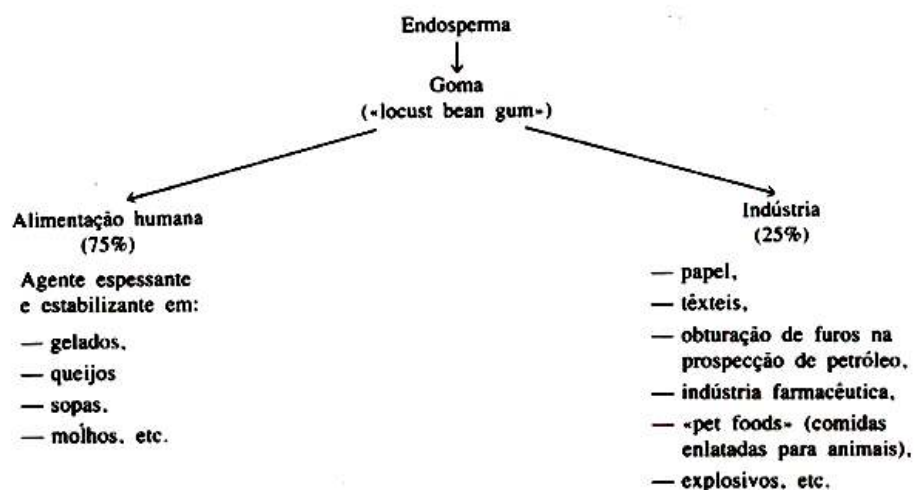 Endosperma
Goma
(«locust bean gum»)
Alimentação humana
(75%)
Agente espessante
e estabilizante em:
— gelados,
— queijos
— sopas,
— molhos, etc.
Indústria
(25%)
— papel,
— têxteis,
— obturação de furos na
prospecção de petróleo,
— indústria farmacêutica,
— «pet foods» (comidas
enlatadas para animais),
— explosivos, etc.